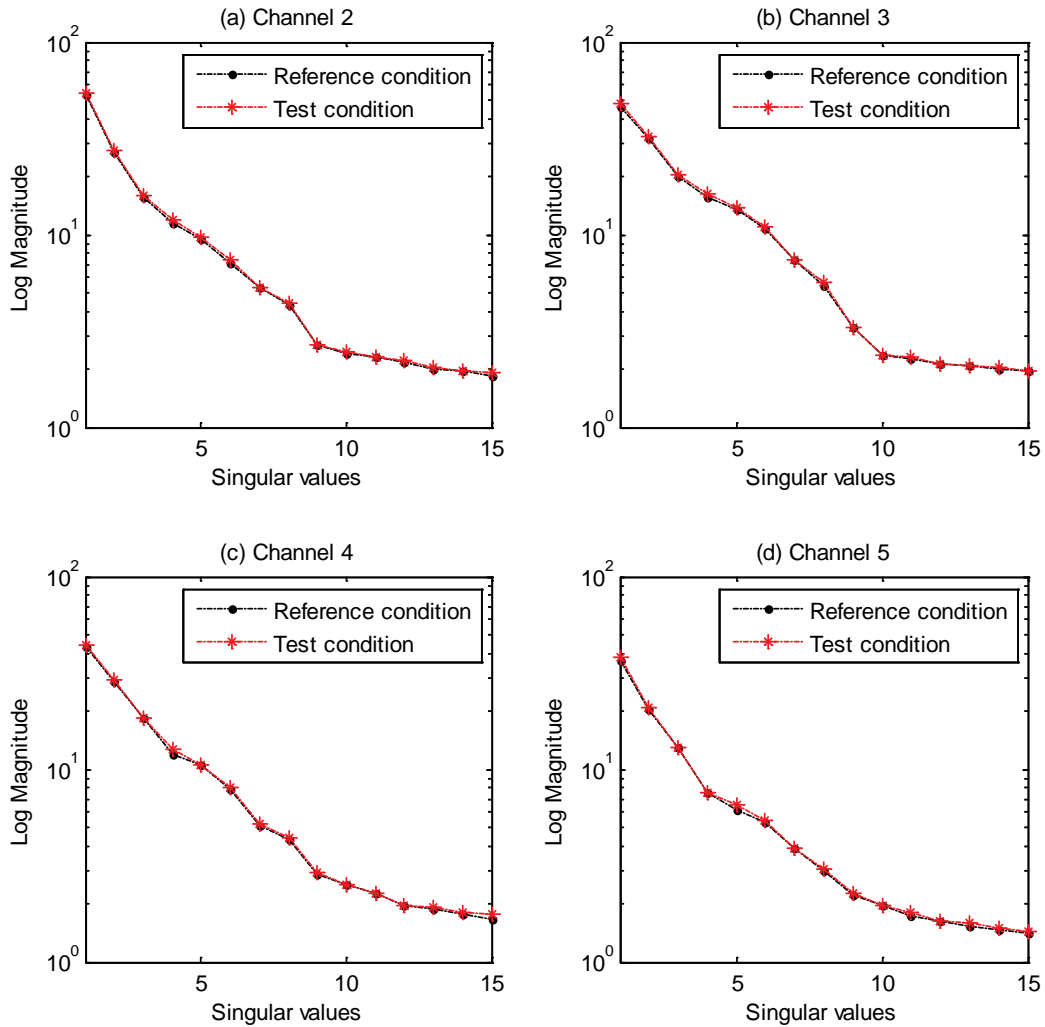 (a) Channel 2
10^2
10^1
10^0
Log Magnitude
Reference condition
Test condition
5
10
15
Singular values
(b) Channel 3
10^2
10^1
10^0
Log Magnitude
Reference condition
Test condition
5
10
15
Singular values
(c) Channel 4
10^2
10^1
10^0
Log Magnitude
Reference condition
Test condition
5
10
15
Singular values
(d) Channel 5
10^2
10^1
10^0
Log Magnitude
Reference condition
Test condition
5
10
15
Singular values